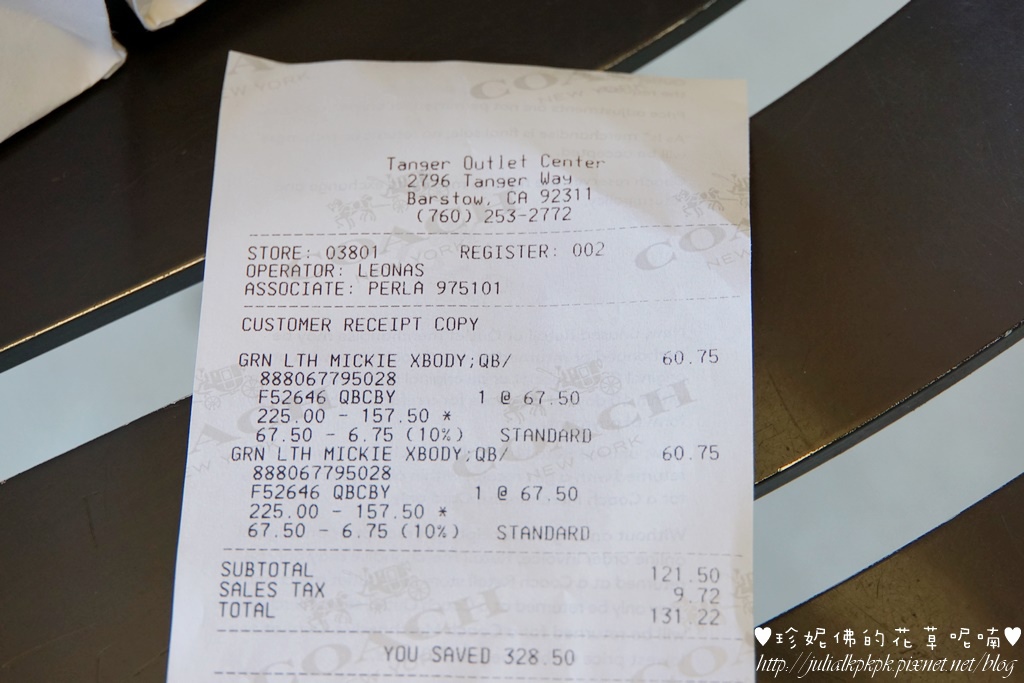 COACH
NEW YORK
Tanger Outlet Center
2796 Tanger Way
Barstow, CA 92311
(760) 253-2772
STORE: 03801 REGISTER: 002
OPERATOR: LEONAS
ASSOCIATE: PERLA 975101
CUSTOMER RECEIPT COPY
GRN LTH MICKIE XBODY;QB/ 60.75
888067795028
F52646 QBCBY 1 @ 67.50
225.00 - 157.50 *
67.50 - 6.75 (10%) STANDARD
GRN LTH MICKIE XBODY;QB/ 60.75
888067795028
F52646 QBCBY 1 @ 67.50
225.00 - 157.50 *
67.50 - 6.75 (10%) STANDARD
SUBTOTAL 121.50
SALES TAX 9.72
TOTAL 131.22
YOU SAVED 328.50
♥珍妮佛的花草呢喃♥
http://julialkpkpk.pixnet.net/blog